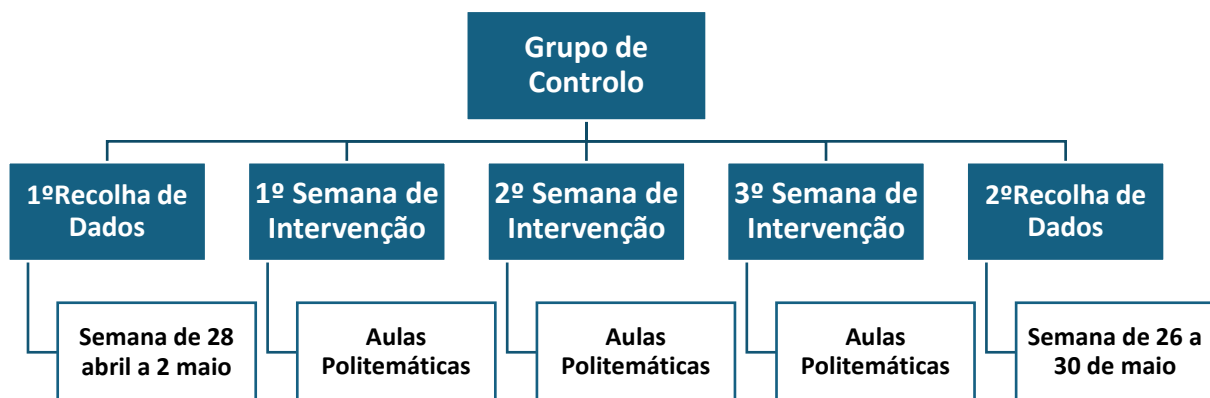 Grupo de
Controlo
1ºRecolha de
Dados
1º Semana de
Intervenção
2º Semana de
Intervenção
3º Semana de
Intervenção
2ºRecolha de
Dados
Semana de 28
abril a 2 maio
Aulas
Politemáticas
Aulas
Politemáticas
Aulas
Politemáticas
Semana de 26 a
30 de maio